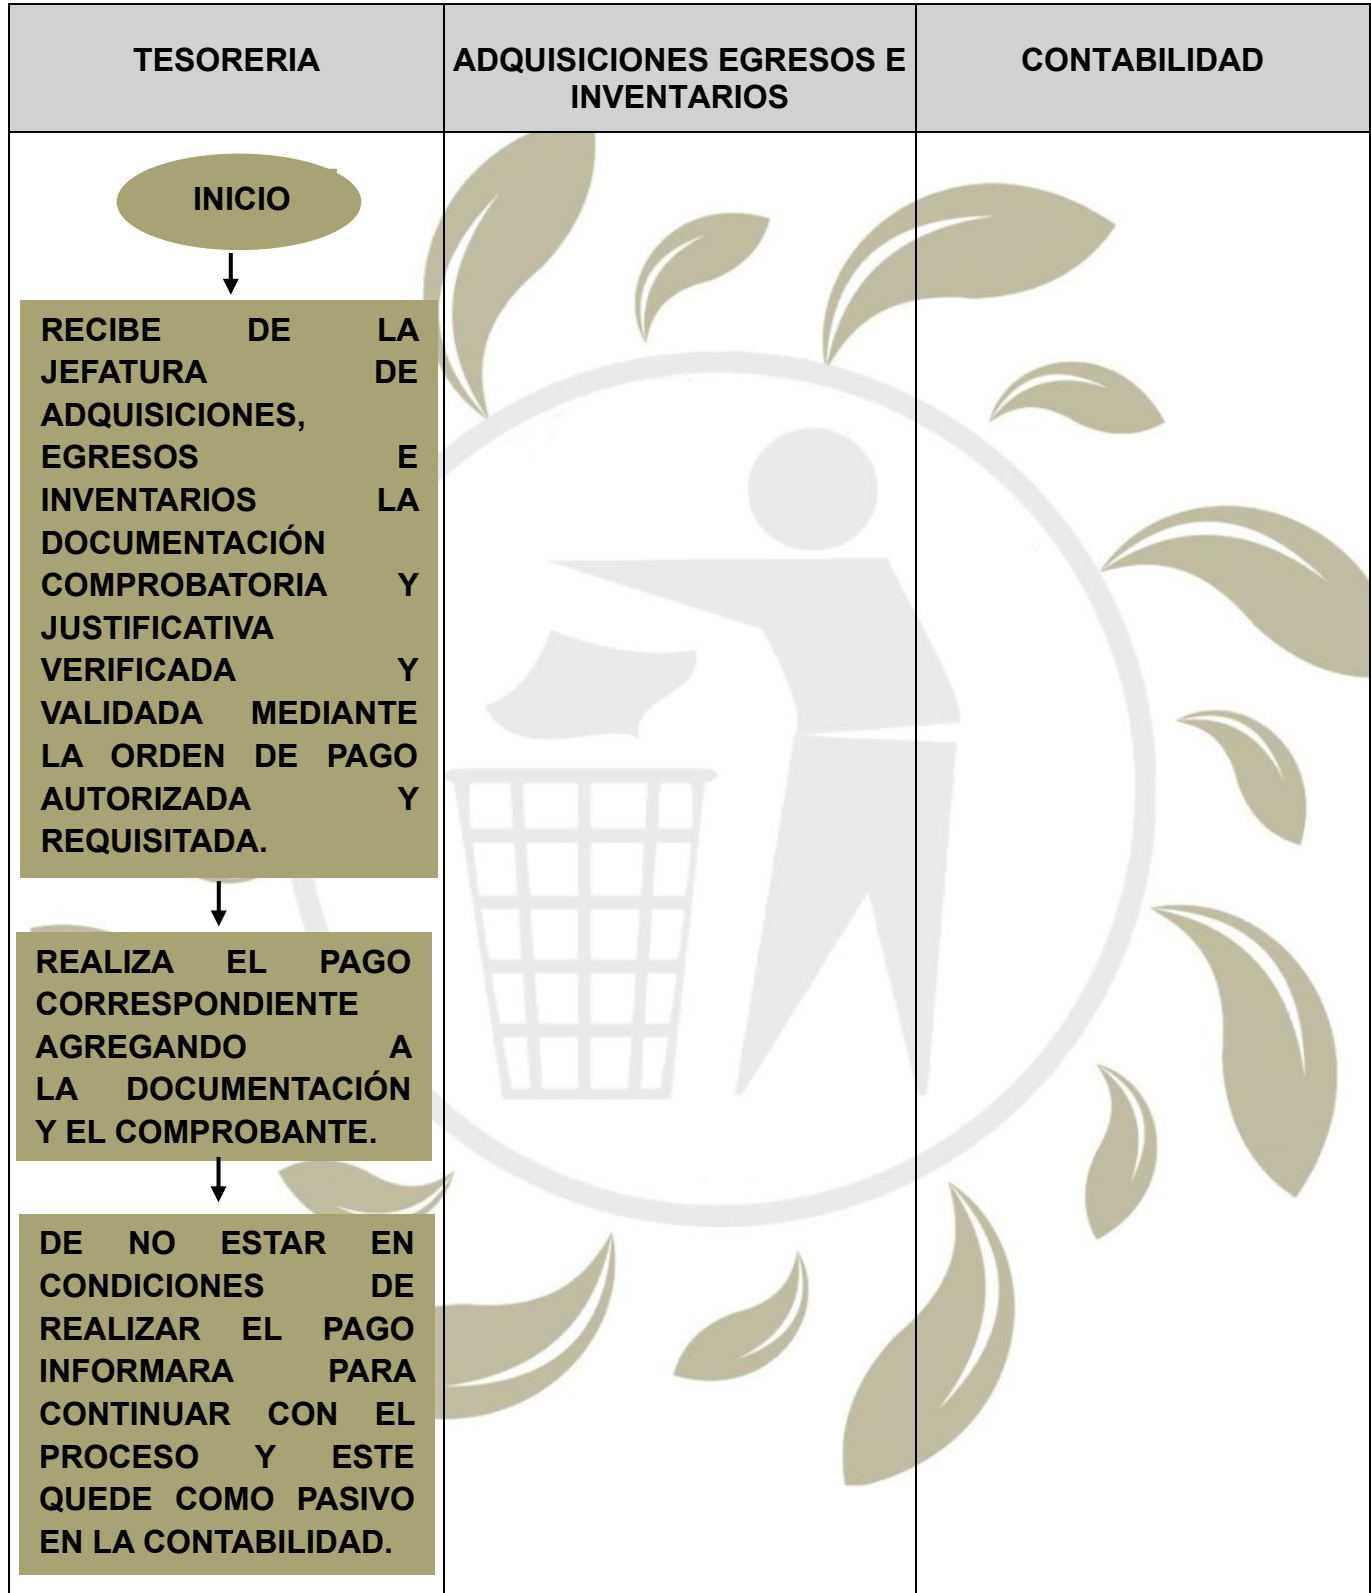 TESORERIA
ADQUISICIONES EGRESOS E
INVENTARIOS
CONTABILIDAD
INICIO
RECIBE DE LA
JEFATURA DE
ADQUISICIONES,
EGRESOS E
INVENTARIOS LA
DOCUMENTACIÓN
COMPROBATORIA Y
JUSTIFICATIVA
VERIFICADA Y
VALIDADA MEDIANTE
LA ORDEN DE PAGO
AUTORIZADA Y
REQUISITADA.
REALIZA EL PAGO
CORRESPONDIENTE
AGREGANDO A
LA DOCUMENTACIÓN
Y EL COMPROBANTE.
DE NO ESTAR EN
CONDICIONES DE
REALIZAR EL PAGO
INFORMARA PARA
CONTINUAR CON EL
PROCESO Y ESTE
QUEDE COMO PASIVO
EN LA CONTABILIDAD.